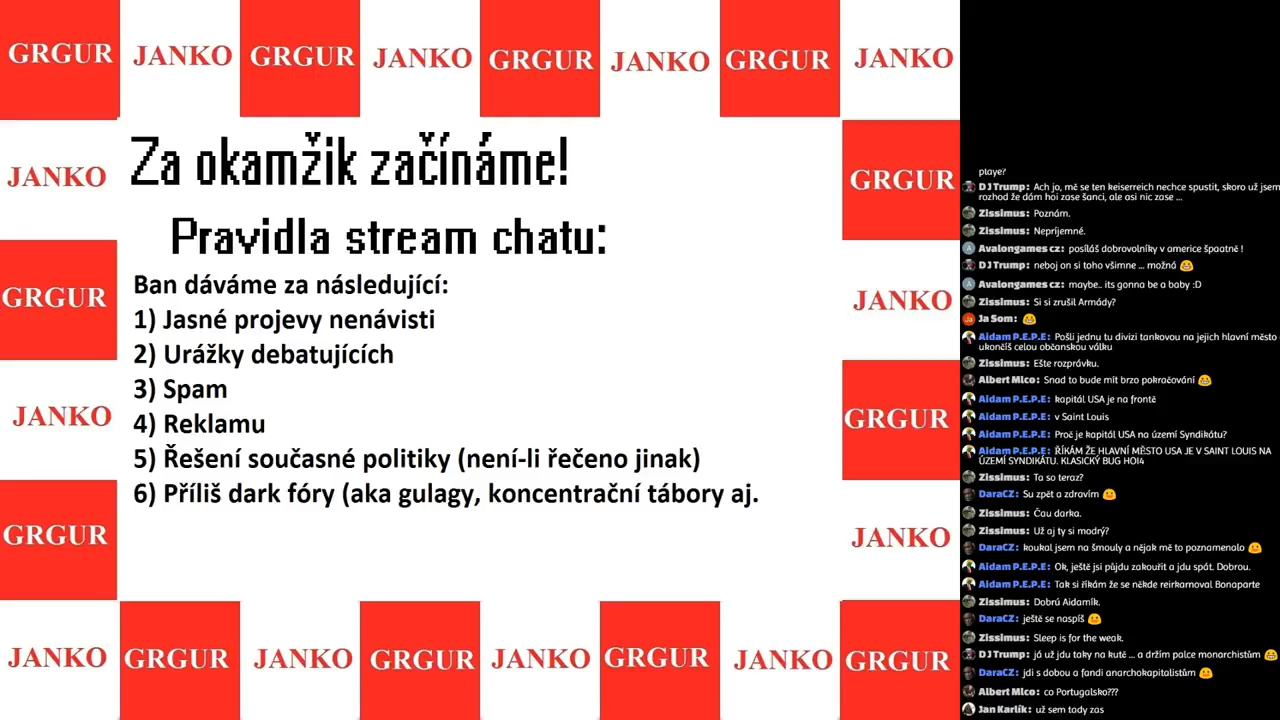 GRGUR JANKO GRGUR JANKO GRGUR JANKO GRGUR JANKO
Za okamžik začínáme!
JANKO
GRGUR
Pravidla stream chatu:
Ban dáváme za následující:
GRGUR
JANKO
1) Jasné projevy nenávisti
2) Urážky debatujících
3) Spam
JANKO
GRGUR
4) Reklamu
5) Řešení současné politiky (není-li řečeno jinak)
6) Příliš dark fóry (aka gulagy, koncentrační tábory aj.
GRGUR
JANKO
JANKO GRGUR JANKO GRGUR JANKO GRGUR JANKO GRGUR
playe?
DJ Trump: Ach jo, mě se ten keiserreich nechce spustit, skoro už jsem
rozhod že dám hoi zase šanci, ale asi nic zase ...
Zissimus: Poznám.
Zissimus: Nepríjemné.
Avalongames cz: posíláš dobrovolníky v americe špaatně !
DJ Trump: neboj on si toho všimne ... možná
Avalongames cz: maybe.. its gonna be a baby :D
Zissimus: Si si zrušil Armády?
Ja Som:
Aidam P.E.P.E: Pošli jednu tu divizi tankovou na jejich hlavní město
ukončíš celou občanskou válku
Zissimus: Ešte rozprávku.
Albert Mlco: Snad to bude mít brzo pokračování
Aidam P.E.P.E: kapitál USA je na frontě
Aidam P.E.P.E: v Saint Louis
Aidam P.E.P.E: Proč je kapitál USA na území Syndikátu?
Aidam P.E.P.E: ŘÍKÁM ŽE HLAVNÍ MĚSTO USA JE V SAINT LOUIS NA
ÚZEMÍ SYNDIKÁTU. KLASICKÝ BUG HOI4
Zissimus: Ta so teraz?
DaraCZ: Su zpět a zdravím
Zissimus: Čau darka.
Zissimus: Už aj ty si modrý?
DaraCZ: koukal jsem na šmouly a nějak mě to poznamenalo
Aidam P.E.P.E: Ok, ještě jsi půjdu zakouřit a jdu spát. Dobrou.
Aidam P.E.P.E: Tak si říkám že se někde reirkarnoval Bonaparte
Zissimus: Dobrú Aidamík.
DaraCZ: ještě se naspíš
Zissimus: Sleep is for the weak.
DJ Trump: já už jdu taky na kutě ... a držím palce monarchistům
DaraCZ: jdi s dobou a fandi anarchokapitalistům
Albert Mlco: co Portugalsko???
Jan Karlík: už sem tady zas